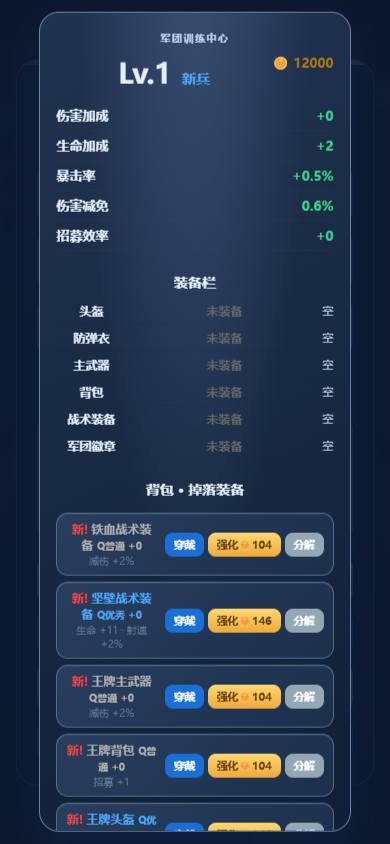 军团训练中心
Lv.1 新兵 12000
伤害加成 +0
生命加成 +2
暴击率 +0.5%
伤害减免 0.6%
招募效率 +0
装备栏
头盔 未装备 空
防弹衣 未装备 空
主武器 未装备 空
背包 未装备 空
战术装备 未装备 空
军团徽章 未装备 空
背包 • 掉落装备
新! 铁血战术装
备 Q普通 +0
减伤 +2%
穿戴 强化 104 分解
新! 坚壁战术装
备 Q优秀 +0
生命 +11 · 射速
+2%
穿戴 强化 146 分解
新! 王牌主武器
Q普通 +0
减伤 +2%
穿戴 强化 104 分解
新! 王牌背包 Q普
通 +0
招募 +1
穿戴 强化 104 分解
新! 王牌头盔 Q优